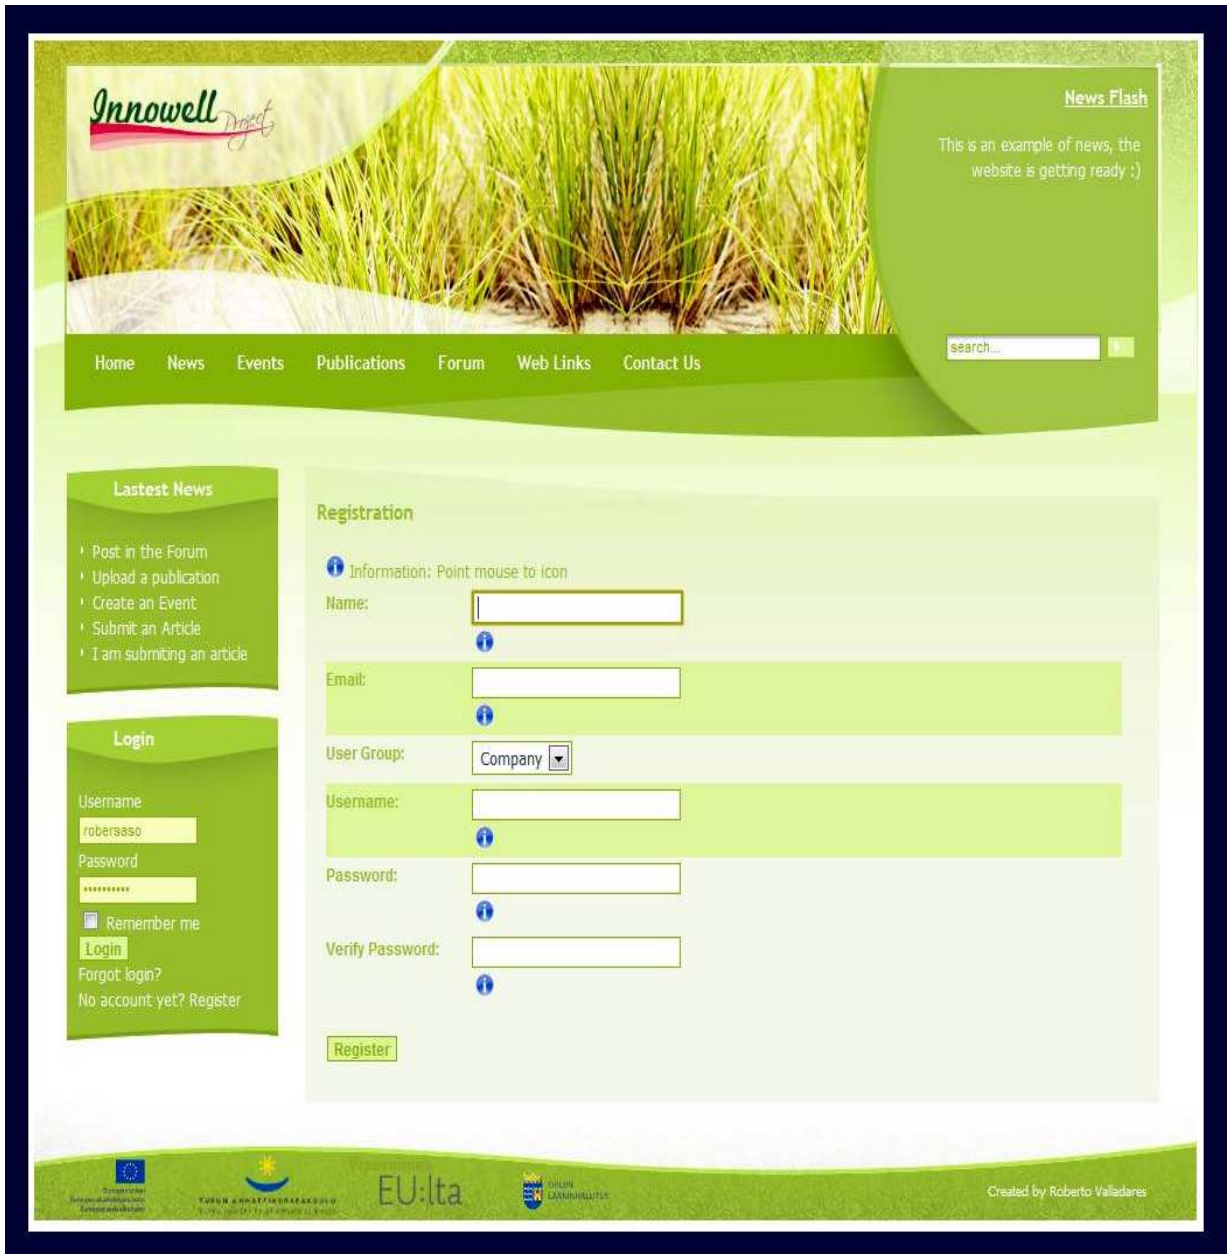 Innowell Project
News Flash
This is an example of news, the
website is getting ready :)
search...
Home News Events Publications Forum Web Links Contact Us
Lastest News
Post in the Forum
Upload a publication
Create an Event
Submit an Article
I am submiting an article
Login
Username
robersaso
Password
••••••••••
Remember me
Login
Forgot login?
No account yet? Register
Registration
Information: Point mouse to icon
Name:
Email:
User Group: Company
Username:
Password:
Verify Password:
Register
TURUN AMMATTIKORKEAKOULU
EU:lta
OULUN
LÄÄNINHALLITUS
Created by Roberto Valladares